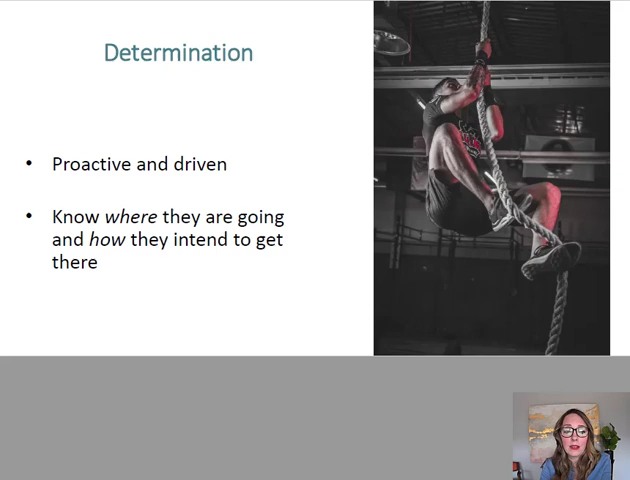 Determination
• Proactive and driven
• Know where they are going
and how they intend to get
there